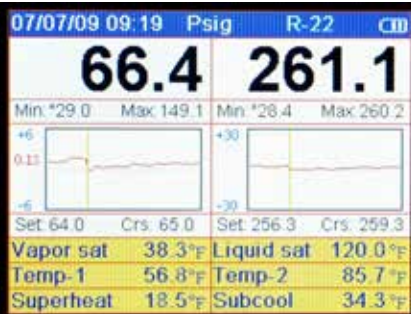 07/07/09 09:19 Psig R-22
66.4 261.1
Min: *29.0 Max: 149.1 Min: *28.4 Max: 260.2
+6 +30
0.13
-6 -30
Set: 64.0 Crs: 65.0 Set: 256.3 Crs: 259.3
Vapor sat 38.3°F Liquid sat 120.0°F
Temp-1 56.8°F Temp-2 85.7°F
Superheat 18.5°F Subcool 34.3°F